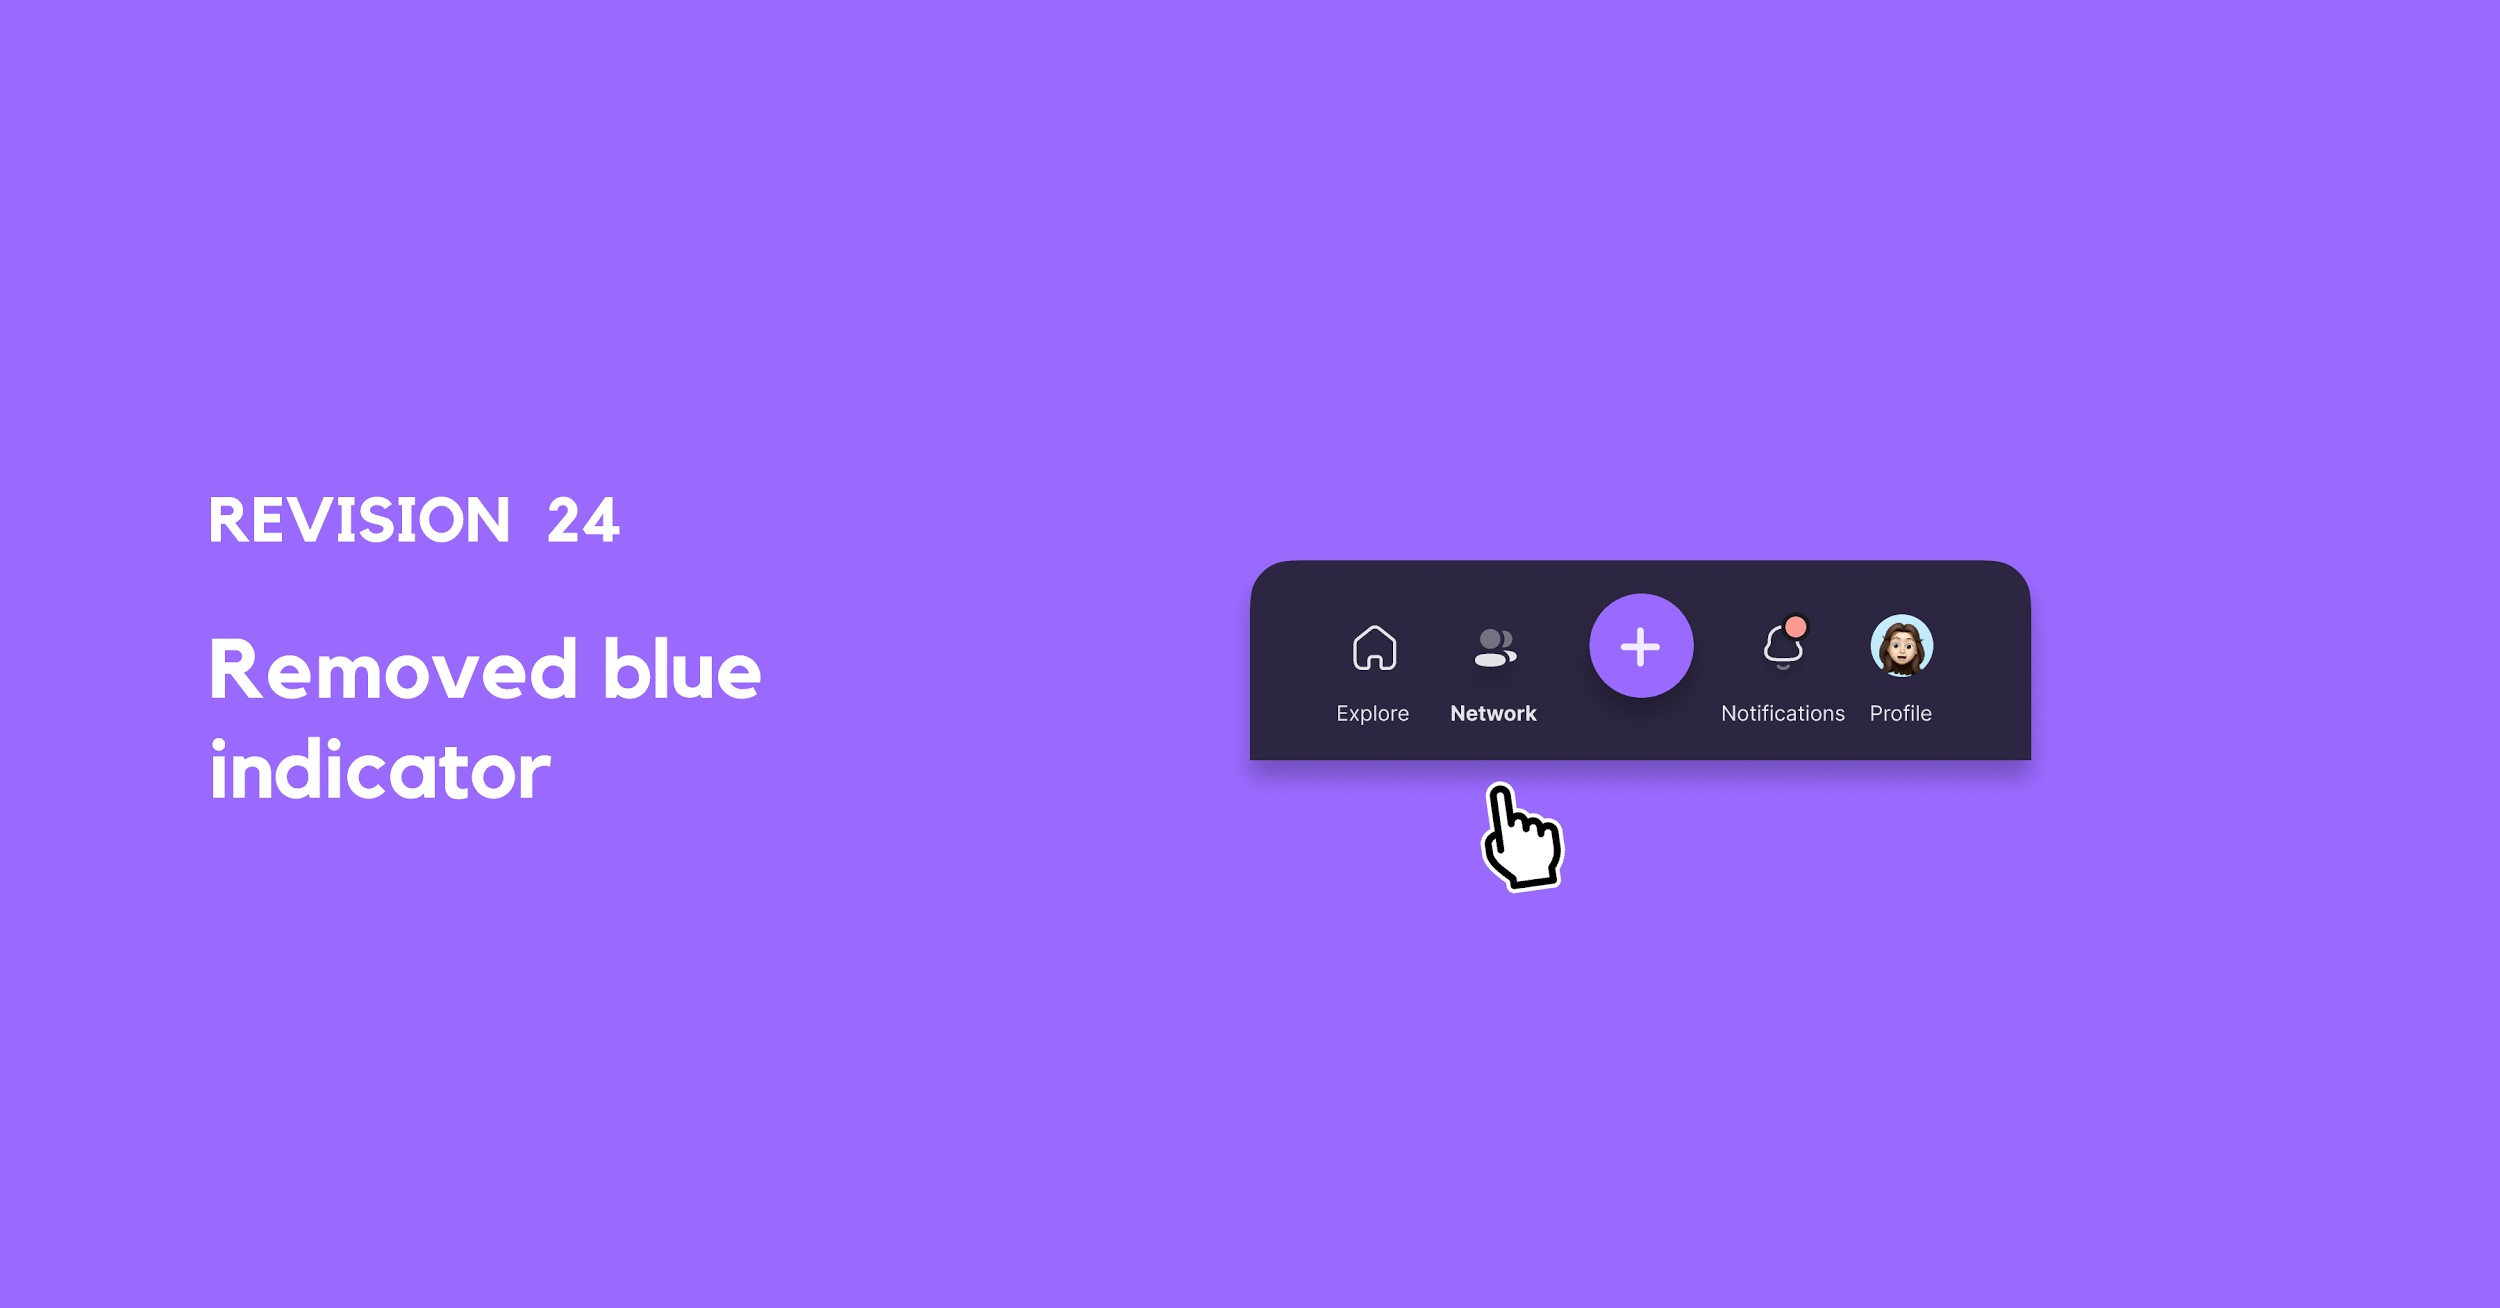 REVISION 24
Removed blue
indicator
Explore
Network
Notifications
Profile